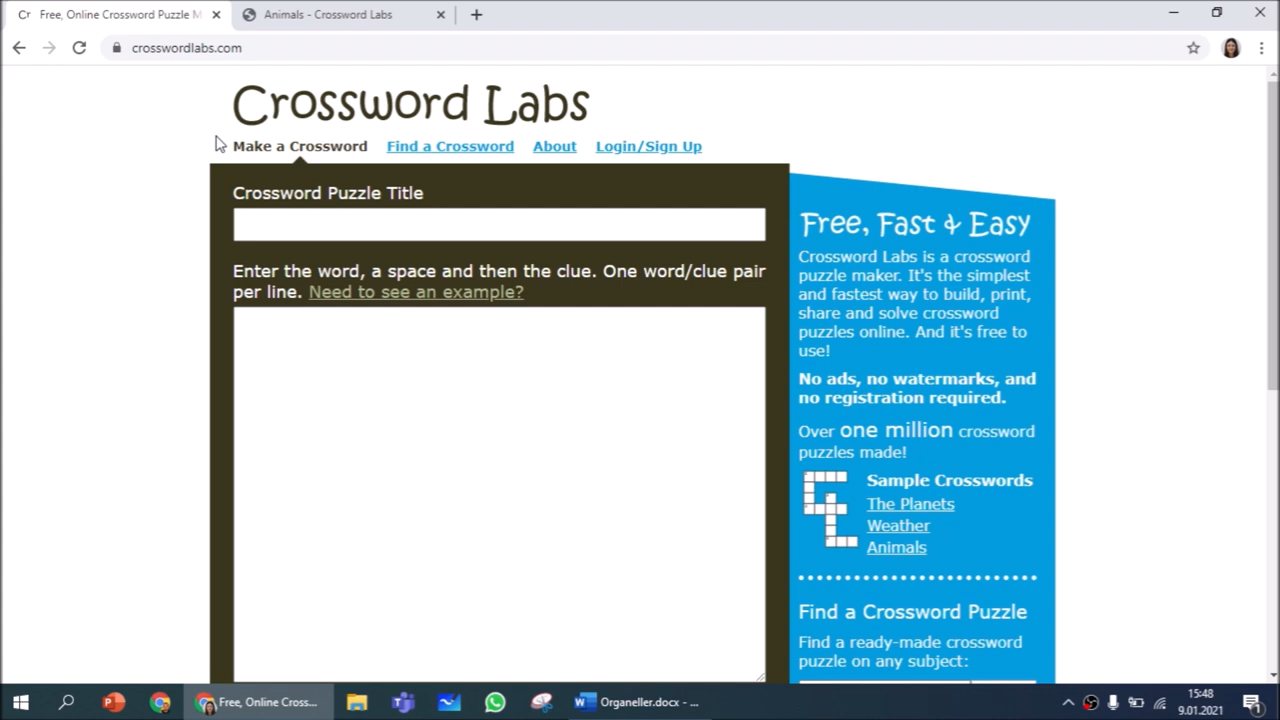 Free, Online Crossword Puzzle M
Animals - Crossword Labs
crosswordlabs.com
Crossword Labs
Make a Crossword
Find a Crossword
About
Login/Sign Up
Crossword Puzzle Title
Enter the word, a space and then the clue. One word/clue pair
per line. Need to see an example?
Free, Fast & Easy
Crossword Labs is a crossword
puzzle maker. It's the simplest
and fastest way to build, print,
share and solve crossword
puzzles online. And it's free to
use!
No ads, no watermarks, and
no registration required.
Over one million crossword
puzzles made!
Sample Crosswords
The Planets
Weather
Animals
Find a Crossword Puzzle
Find a ready-made crossword
puzzle on any subject:
Free, Online Cross...
Organeller.docx - ...
15:48
9.01.2021